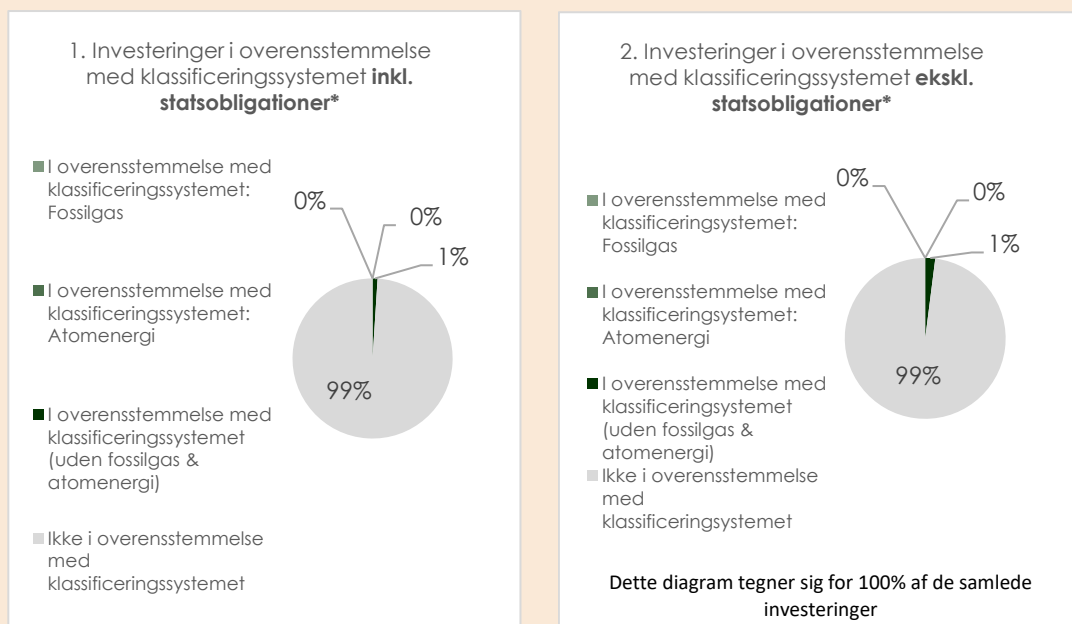 1. Investeringer i overensstemmelse
med klassificeringssystemet inkl.
statsobligationer*
I overensstemmelse med
klassificeringssystemet:
Fossilgas
I overensstemmelse med
klassificeringssystemet:
Atomenergi
I overensstemmelse med
klassificeringssystemet
(uden fossilgas &
atomenergi)
Ikke i overensstemmelse
med
klassificeringsystemet
0%
0%
1%
99%
2. Investeringer i overensstemmelse
med klassificeringssystemet ekskl.
statsobligationer*
I overensstemmelse med
klassificeringssystemet:
Fossilgas
I overensstemmelse med
klassificeringssystemet:
Atomenergi
I overensstemmelse med
klassificeringssystemet
(uden fossilgas &
atomenergi)
Ikke i overensstemmelse
med
klassificeringsystemet
0%
0%
1%
99%
Dette diagram tegner sig for 100% af de samlede
investeringer